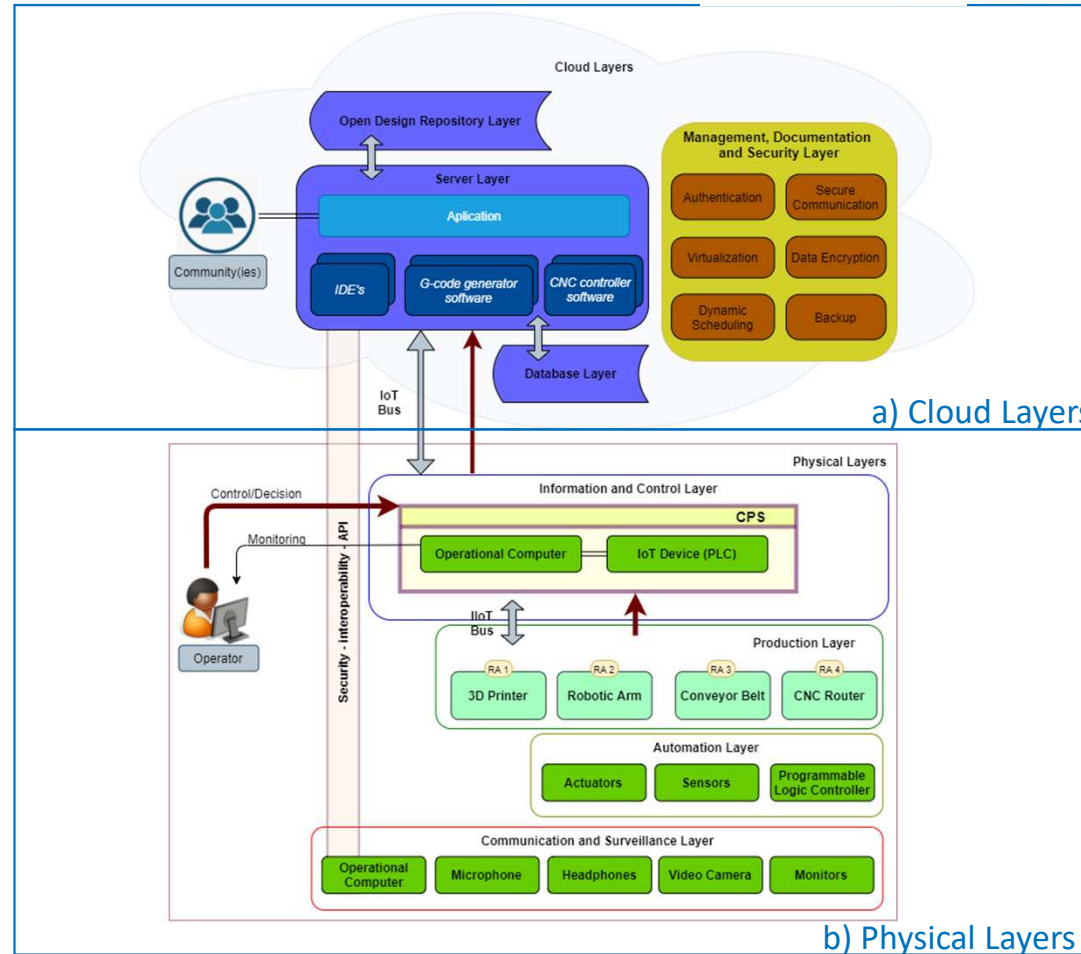 Cloud Layers
Open Design Repository Layer
Management, Documentation
and Security Layer
Server Layer
Aplication
Authentication
Secure
Communication
Community(ies)
IDE's
G-code generator
software
CNC controller
software
Virtualization
Data Encryption
Dynamic
Scheduling
Backup
Database Layer
IoT
Bus
a) Cloud Layers
Physical Layers
Control/Decision
Information and Control Layer
CPS
Monitoring
Operational Computer
IoT Device (PLC)
IIoT
Bus
Operator
Security - interoperability - API
Production Layer
RA 1
RA 2
RA 3
RA 4
3D Printer
Robotic Arm
Conveyor Belt
CNC Router
Automation Layer
Actuators
Sensors
Programmable
Logic Controller
Communication and Surveillance Layer
Operational
Computer
Microphone
Headphones
Video Camera
Monitors
b) Physical Layers